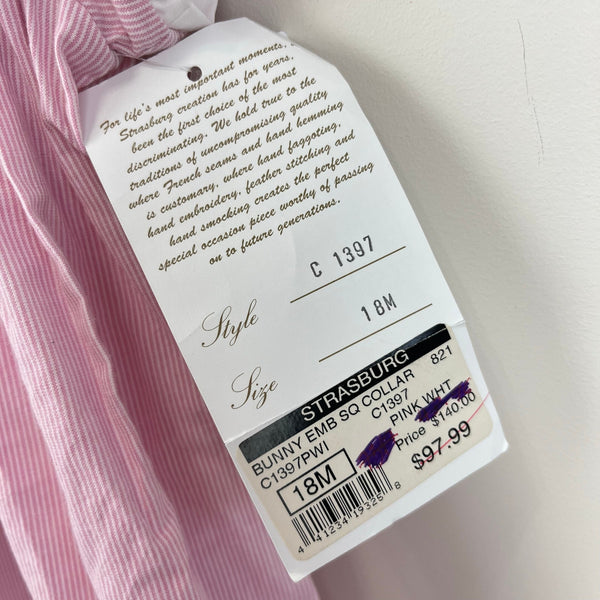 For life's most important moments, a
Strasburg creation has for years,
been the first choice of the most
discriminating. We hold true to the
traditions of uncompromising quality
where French seams and hand hemming
is customary, where hand faggoting,
hand embroidery, feather stitching and
hand smocking creates the perfect
special occasion piece worthy of passing
on to future generations.
Style C 1397
Size 18M
STRASBURG 821
BUNNY EMB SQ COLLAR
C1397PWI C1397
PINK WHT
18M Price $140.00
$97.99
4 41234 19325 8